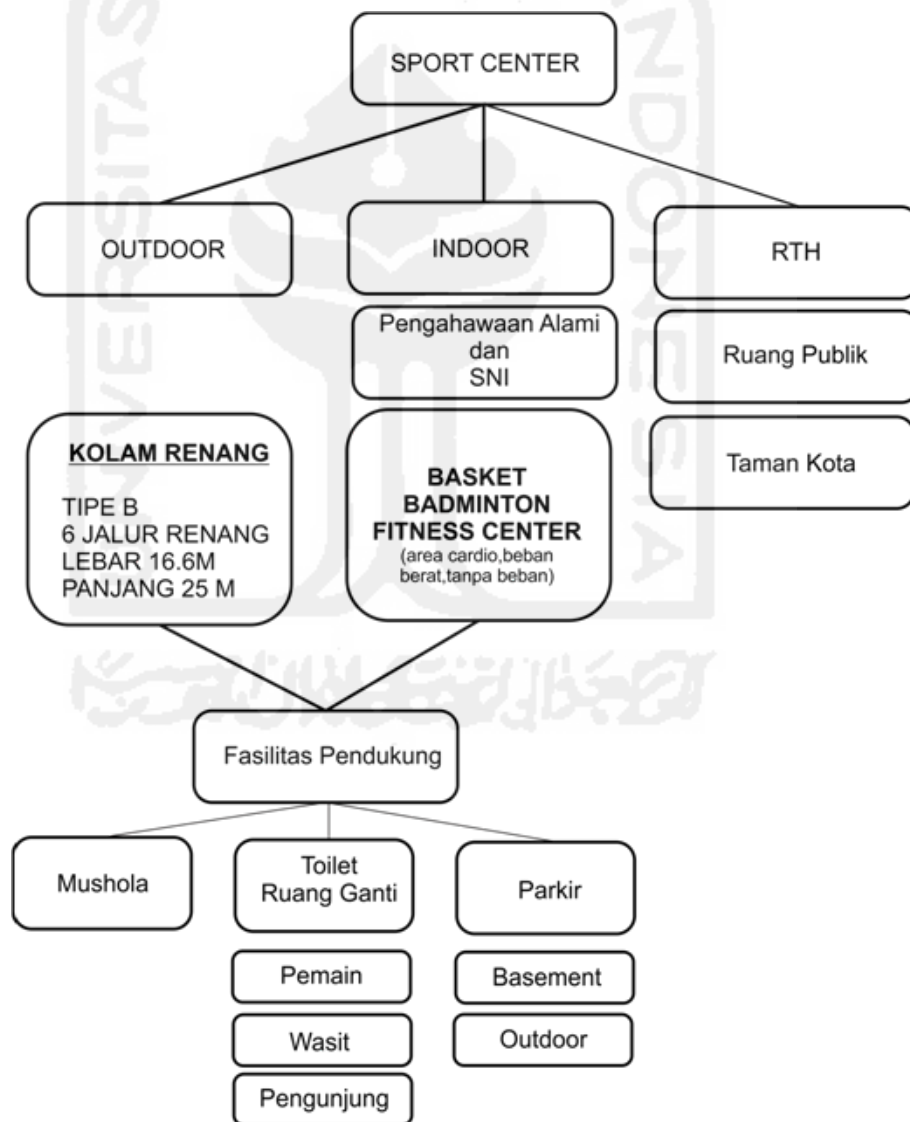 SPORT CENTER
OUTDOOR
INDOOR
RTH
Pengahawaan Alami
dan
SNI
Ruang Publik
Taman Kota
KOLAM RENANG
TIPE B
6 JALUR RENANG
LEBAR 16.6M
PANJANG 25 M
BASKET
BADMINTON
FITNESS CENTER
(area cardio,beban
berat,tanpa beban)
Fasilitas Pendukung
Mushola
Toilet
Ruang Ganti
Parkir
Pemain
Wasit
Pengunjung
Basement
Outdoor
UNIVERSITAS
INDONESIA